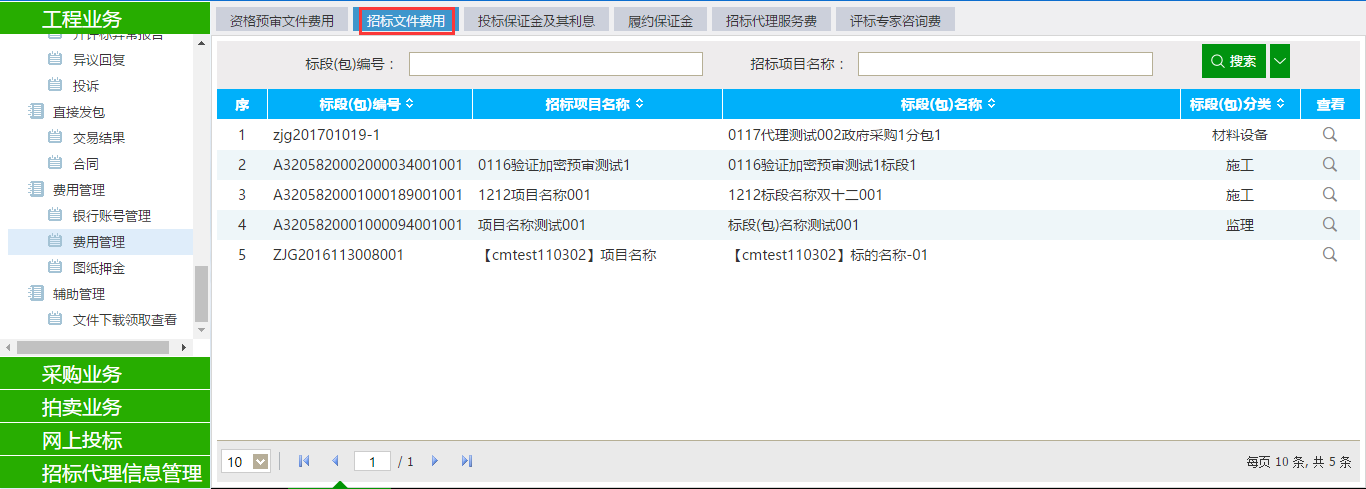 工程业务
开评标异常报告
异议回复
投诉
直接发包
交易结果
合同
费用管理
银行账号管理
费用管理
图纸押金
辅助管理
文件下载领取查看
采购业务
拍卖业务
网上投标
招标代理信息管理
资格预审文件费用 招标文件费用 投标保证金及其利息 履约保证金 招标代理服务费 评标专家咨询费
标段(包)编号： 招标项目名称： 搜索
序 标段(包)编号 招标项目名称 标段(包)名称 标段(包)分类 查看
1 zjg201701019-1 0117代理测试002政府采购1分包1 材料设备
2 A3205820002000034001001 0116验证加密预审测试1 0116验证加密预审测试1标段1 施工
3 A3205820001000189001001 1212项目名称001 1212标段名称双十二001 施工
4 A3205820001000094001001 项目名称测试001 标段(包)名称测试001 监理
5 ZJG2016113008001 【cmtest110302】项目名称 【cmtest110302】标的名称-01
10 1 / 1 每页 10 条, 共 5 条